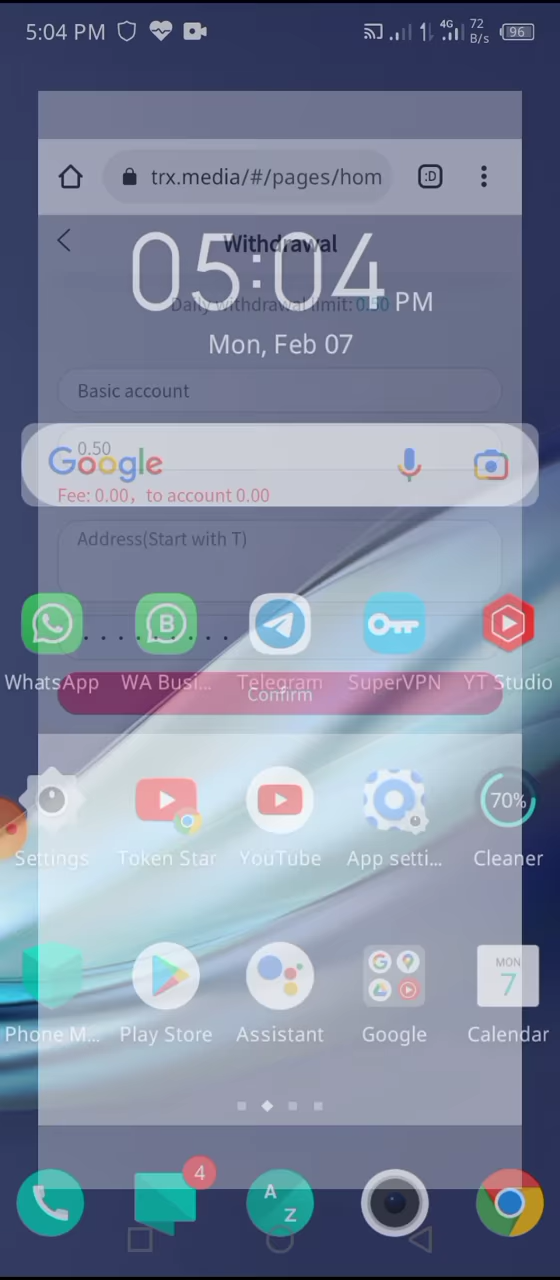 5:04 PM
4G
72
B/s
96
trx.media/#/pages/hom
:D
Withdrawal
05:04 PM
Daily withdrawal limit: 0.50
Mon, Feb 07
Basic account
0.50
Google
Fee: 0.00, to account 0.00
Address(Start with T)
B
WhatsApp
WA Busi...
Telegram
SuperVPN
YT Studio
Confirm
70%
Settings
Token Star
YouTube
App setti...
Cleaner
MON
7
Phone M...
Play Store
Assistant
Google
Calendar
4
A
Z